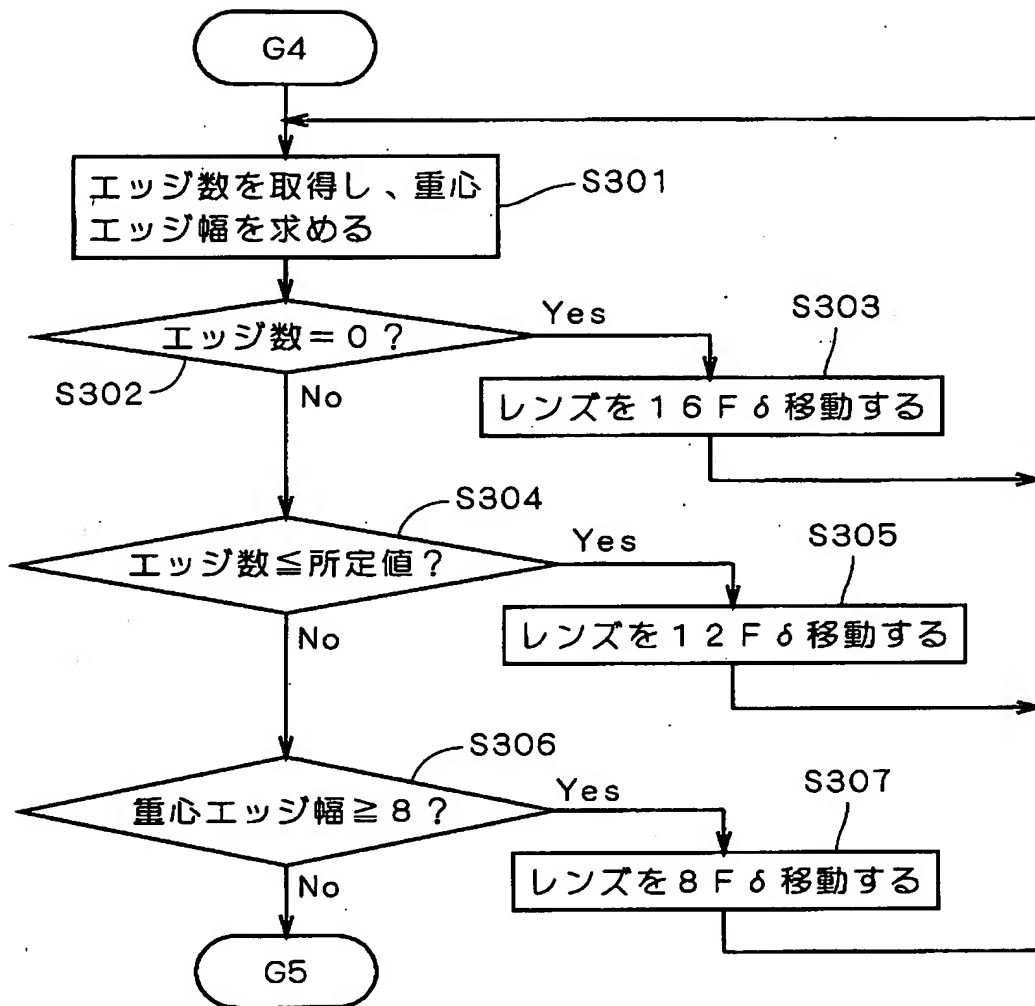 G4
エッジ数を取得し、重心
エッジ幅を求める
S301
エッジ数=0?
Yes
S303
S302
No
レンズを16Fδ移動する
S304
エッジ数≦所定値?
Yes
S305
No
レンズを12Fδ移動する
S306
重心エッジ幅≧8?
Yes
S307
No
レンズを8Fδ移動する
G5